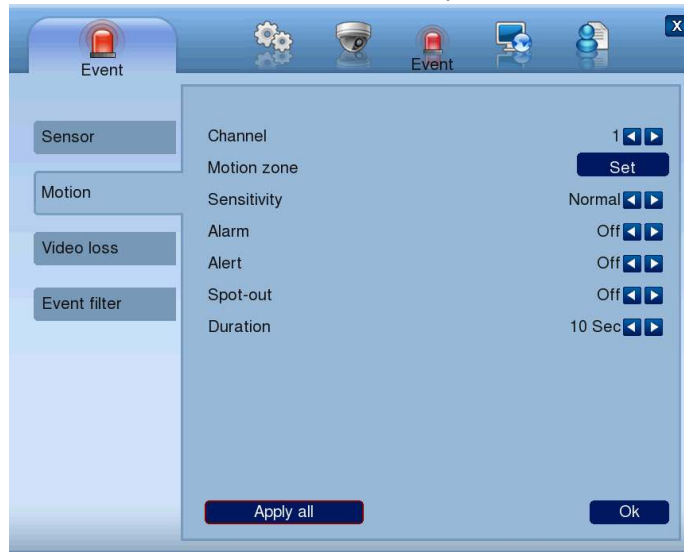 Event
Event
X
Sensor
Motion
Video loss
Event filter
Channel 1
Motion zone Set
Sensitivity Normal
Alarm Off
Alert Off
Spot-out Off
Duration 10 Sec
Apply all Ok